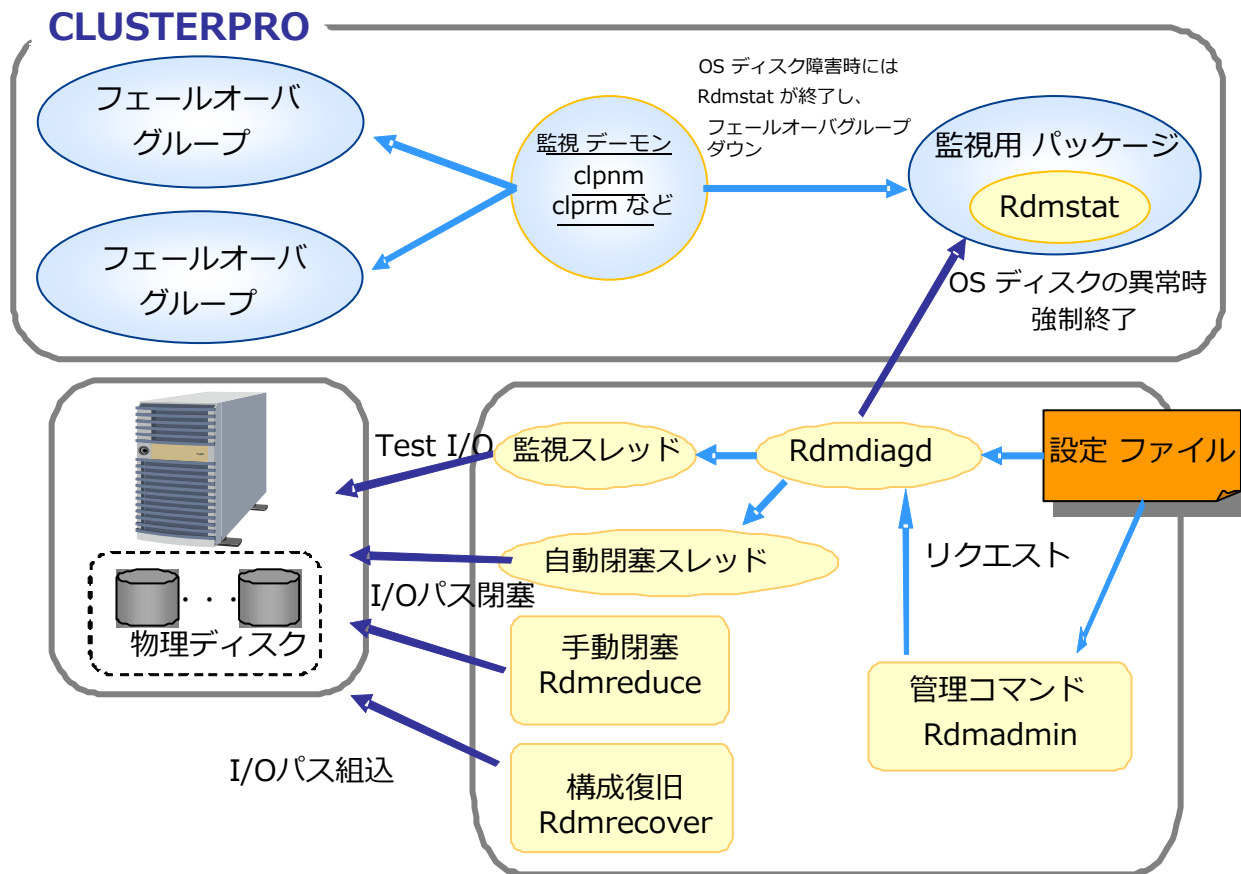 CLUSTERPRO
フェールオーバ
グループ
フェールオーバ
グループ
監視 デーモン
clpnm
clprm など
OS ディスク障害時には
Rdmstat が終了し、
フェールオーバグループ
ダウン
監視用 パッケージ
Rdmstat
OS ディスクの異常時
強制終了
Test I/O
監視スレッド
Rdmdiagd
設定 ファイル
自動閉塞スレッド
リクエスト
I/Oパス閉塞
物理ディスク
・・・
手動閉塞
Rdmreduce
管理コマンド
Rdmadmin
I/Oパス組込
構成復旧
Rdmrecover